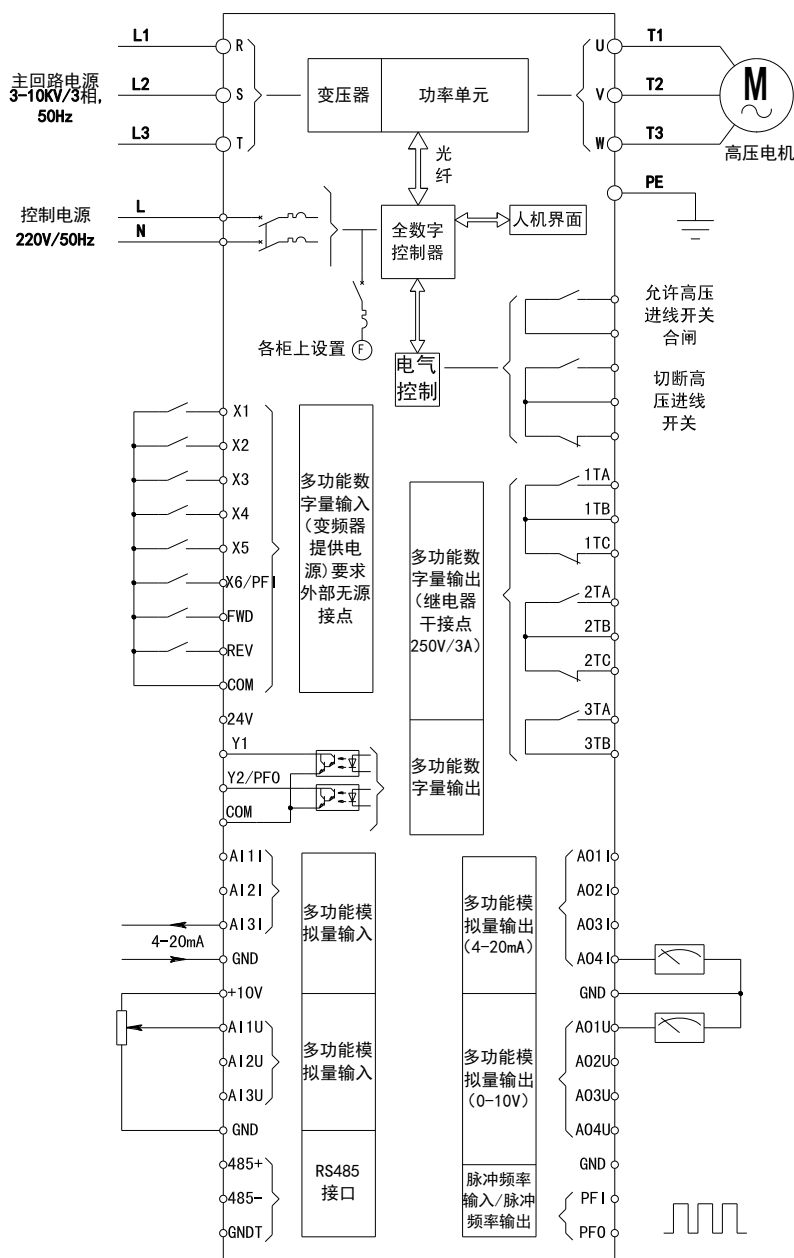 L1
R
主回路电源
3-10KV/3相,
50Hz
L2
S
L3
T
变压器
功率单元
U
T1
V
T2
W
T3
M
高压电机
光
纤
PE
控制电源
220V/50Hz
L
N
全数字
控制器
人机界面
各柜上设置
F
电气
控制
允许高压
进线开关
合闸
切断高
压进线
开关
X1
X2
X3
X4
X5
X6/PFI
FWD
REV
COM
多功能数
字量输入
(变频器
提供电
源)要求
外部无源
接点
多功能数
字量输出
(继电器
干接点
250V/3A)
1TA
1TB
1TC
2TA
2TB
2TC
3TA
3TB
24V
Y1
Y2/PFO
COM
多功能数
字量输出
AI1I
AI2I
AI3I
4-20mA
GND
多功能模
拟量输入
多功能模
拟量输出
(4-20mA)
AO1I
AO2I
AO3I
AO4I
GND
+10V
AI1U
AI2U
AI3U
GND
多功能模
拟量输入
多功能模
拟量输出
(0-10V)
AO1U
AO2U
AO3U
AO4U
GND
485+
485-
GNDT
RS485
接口
脉冲频率
输入/脉冲
频率输出
PFI
PFO